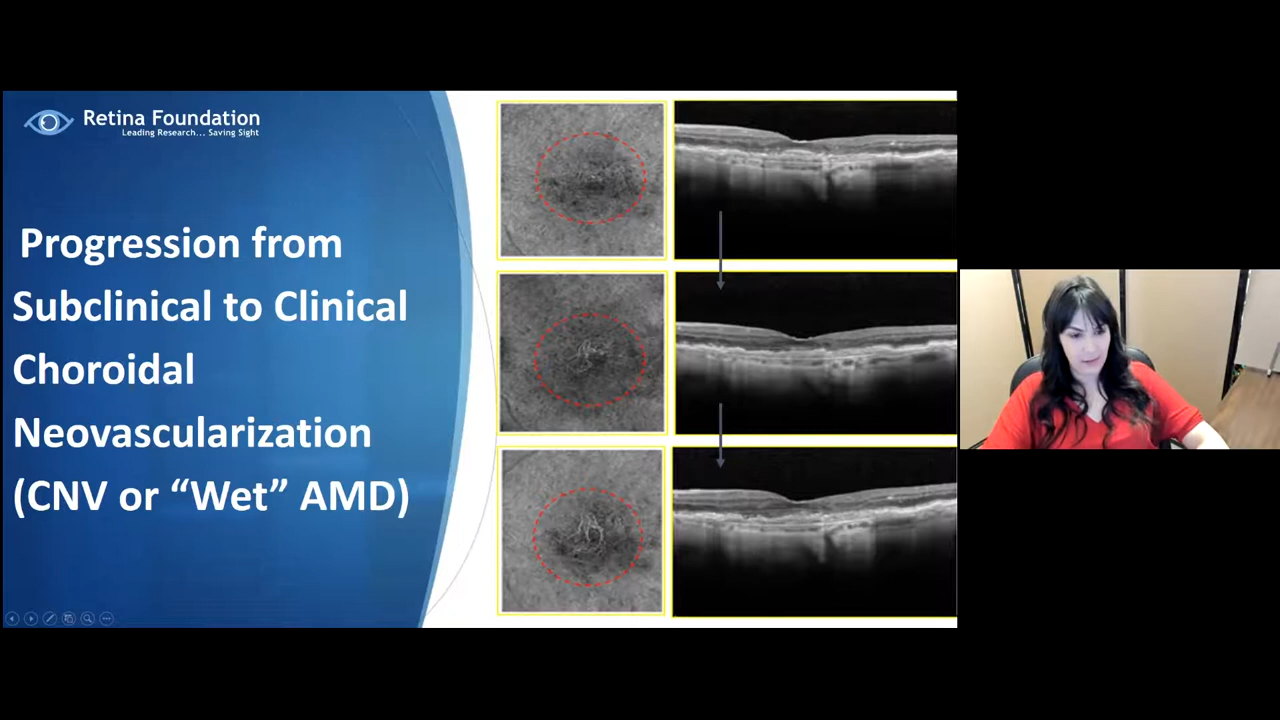 Retina Foundation
Leading Research... Saving Sight
Progression from
Subclinical to Clinical
Choroidal
Neovascularization
(CNV or “Wet” AMD)